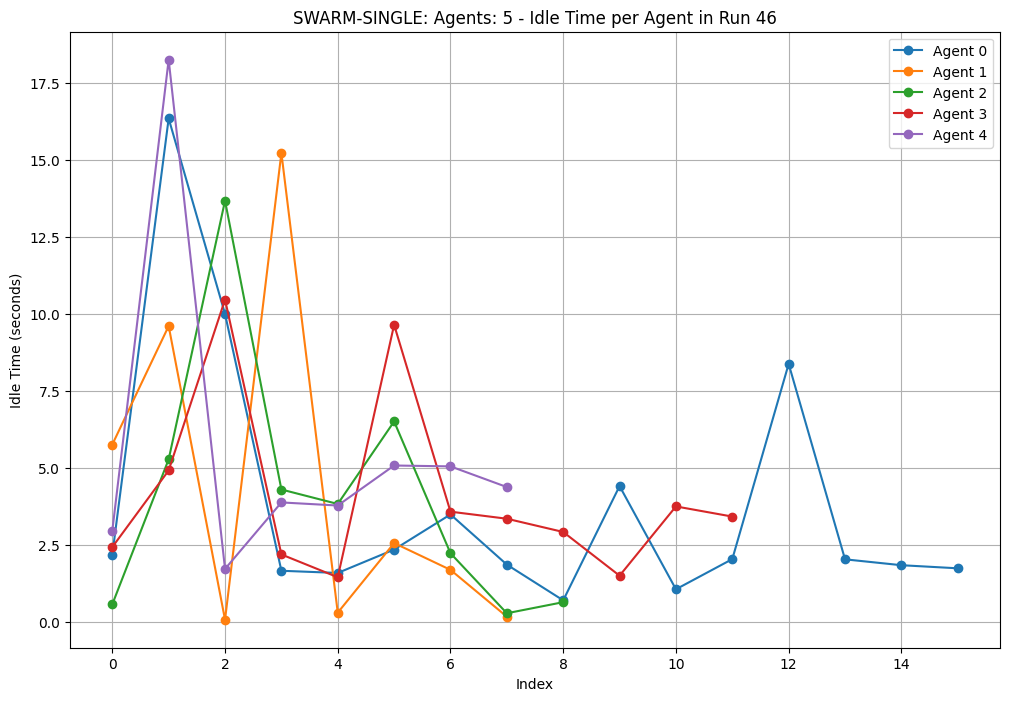 SWARM-SINGLE: Agents: 5 - Idle Time per Agent in Run 46
Agent 0
Agent 1
Agent 2
Agent 3
Agent 4
Idle Time (seconds)
17.5
15.0
12.5
10.0
7.5
5.0
2.5
0.0
0 2 4 6 8 10 12 14
Index